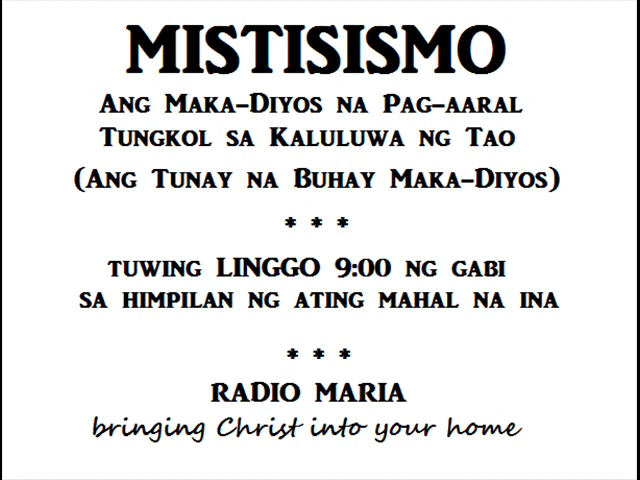 MISTISISMO
Ang Maka-Diyos na Pag-aaral
Tungkol sa Kaluluwa ng Tao
(Ang Tunay na Buhay Maka-Diyos)
* * *
tuwing LINGGO 9:00 ng gabi
sa himpilan ng ating mahal na ina
* * *
RADIO MARIA
bringing Christ into your home